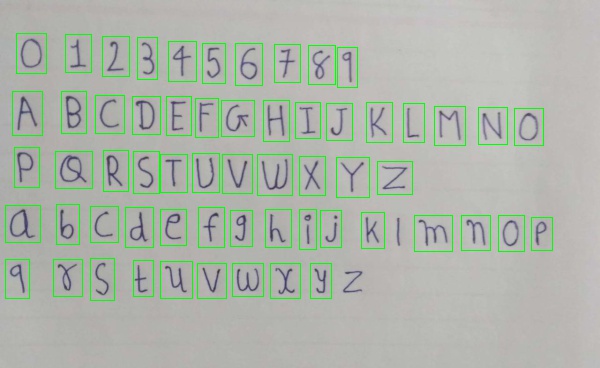 0 1 2 3 4 5 6 7 8 9
A B C D E F G H I J K L M N O
P Q R S T U V W X Y Z
a b c d e f g h i j k l m n o p
q r s t u v w x y z